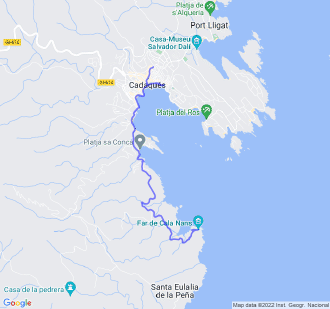 Platja de
s'Alqueria
Port Lligat
Casa-Museu
Salvador Dalí
GI-614
GI-614
Cadaqués
Platja del Ros
Platja sa Conca
Far de Cala Nans
Casa de la pedrera
Santa Eulalia
de la Peña
Google
Map data ©2022 Inst. Geogr. Nacional